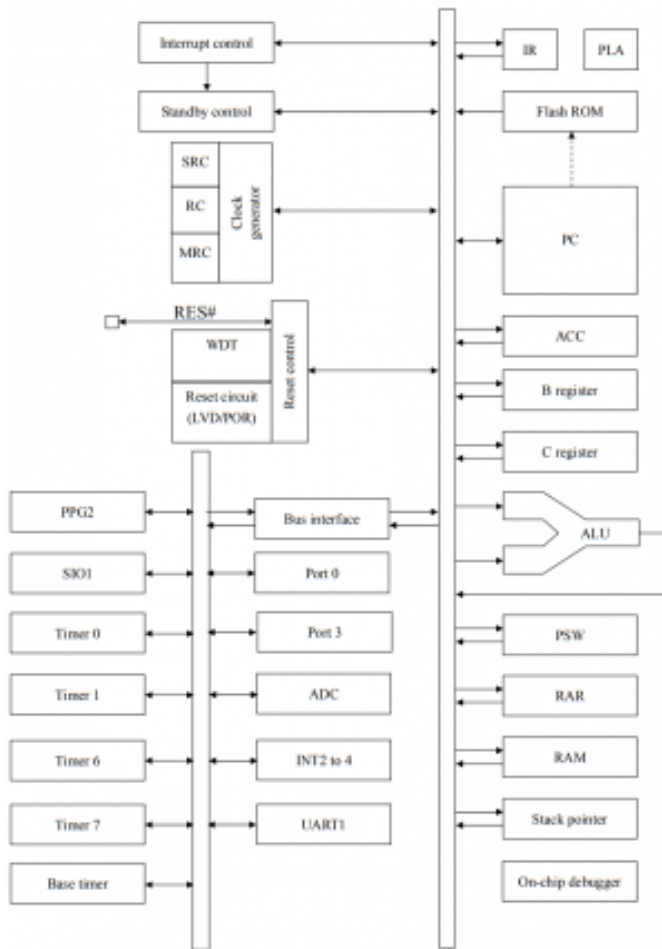 Interrupt control
Standby control
SRC
RC
MRC
Clock
generator
RES#
WDT
Reset circuit
(LVD/POR)
Reset control
IR
PLA
Flash ROM
PC
ACC
B register
C register
ALU
PSW
RAR
RAM
Stack pointer
On-chip debugger
PPG2
Bus interface
SIO1
Port 0
Timer 0
Port 3
Timer 1
ADC
Timer 6
INT2 to 4
Timer 7
UART1
Base timer